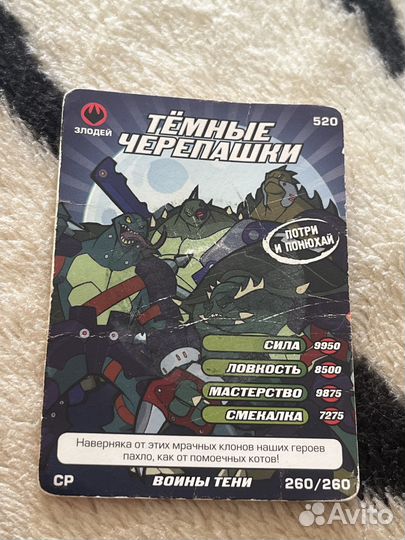 ЗЛОДЕЙ
ТЁМНЫЕ
ЧЕРЕПАШКИ
520
ПОТРИ
И ПОНЮХАЙ
СИЛА 9950
ЛОВКОСТЬ 8500
МАСТЕРСТВО 9875
СМЕКАЛКА 7275
Наверняка от этих мрачных клонов наших героев
пахло, как от помоечных котов!
СР ВОИНЫ ТЕНИ 260/260
Avito